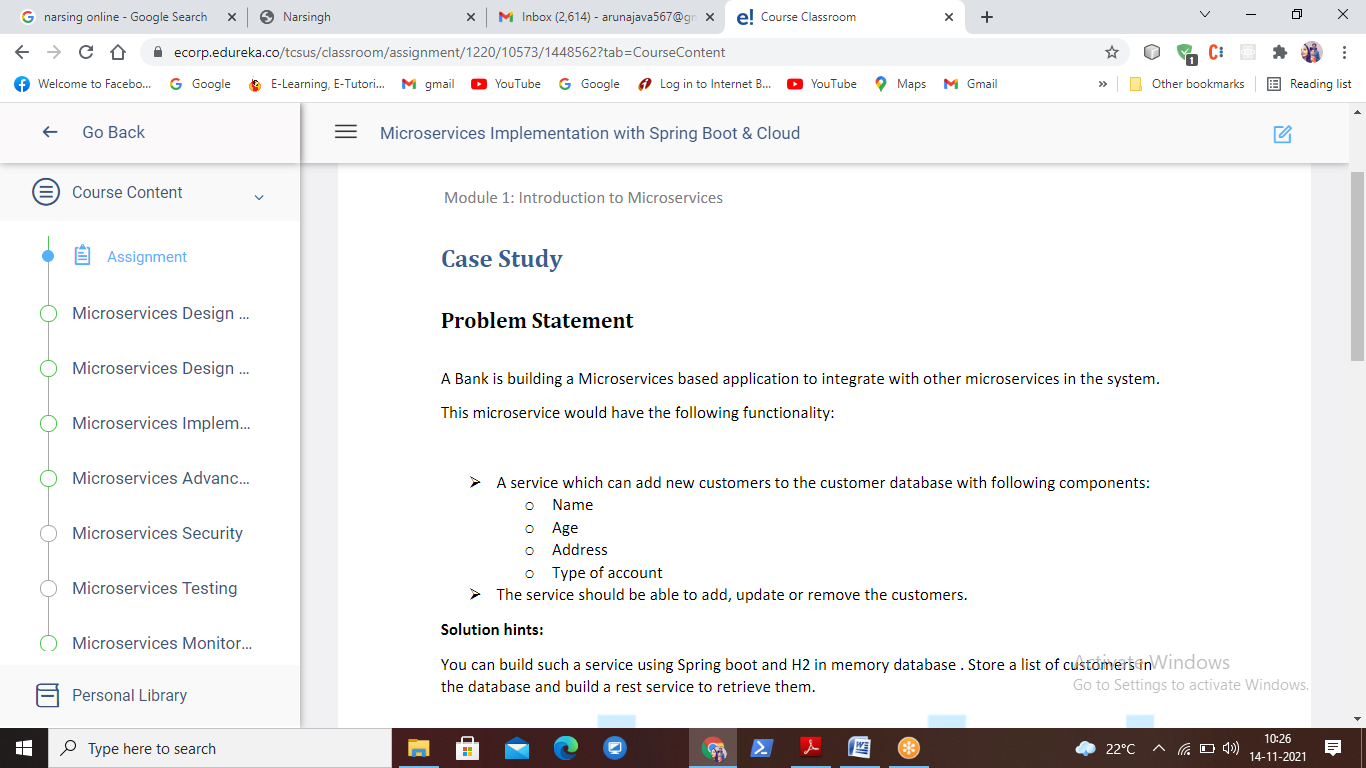 narsing online - Google Search
Narsingh
Inbox (2,614) - arunajava567@gm
Course Classroom
ecorp.edureka.co/tcsus/classroom/assignment/1220/10573/1448562?tab=CourseContent
Welcome to Facebo...
Google
E-Learning, E-Tutori...
gmail
YouTube
Google
Log in to Internet B...
YouTube
Maps
Gmail
»
Other bookmarks
Reading list
Go Back
Microservices Implementation with Spring Boot & Cloud
Course Content
Assignment
Microservices Design ...
Microservices Design ...
Microservices Implem...
Microservices Advanc...
Microservices Security
Microservices Testing
Microservices Monitor...
Personal Library
Module 1: Introduction to Microservices
Case Study
Problem Statement
A Bank is building a Microservices based application to integrate with other microservices in the system.
This microservice would have the following functionality:
➢ A service which can add new customers to the customer database with following components:
o Name
o Age
o Address
o Type of account
➢ The service should be able to add, update or remove the customers.
Solution hints:
You can build such a service using Spring boot and H2 in memory database . Store a list of customers in
the database and build a rest service to retrieve them.
Activate Windows
Go to Settings to activate Windows.
Type here to search
22°C
10:26
14-11-2021